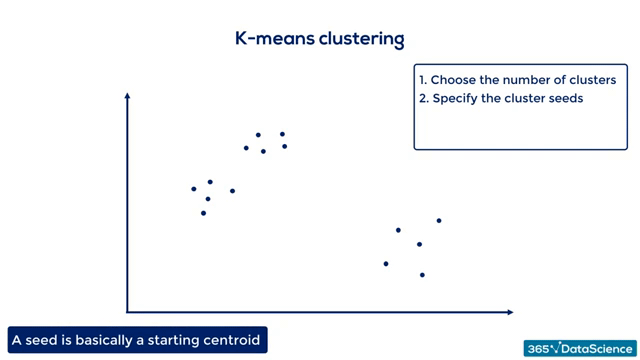 K-means clustering
1. Choose the number of clusters
2. Specify the cluster seeds
A seed is basically a starting centroid
365 DataScience